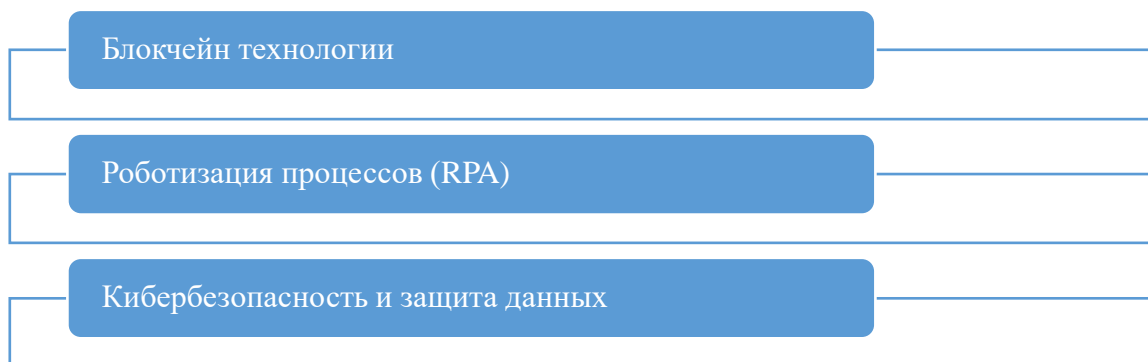 Блокчейн технологии
Роботизация процессов (RPA)
Кибербезопасность и защита данных